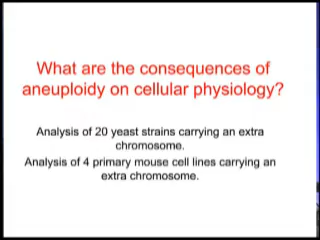 What are the consequences of
aneuploidy on cellular physiology?
Analysis of 20 yeast strains carrying an extra
chromosome.
Analysis of 4 primary mouse cell lines carrying an
extra chromosome.